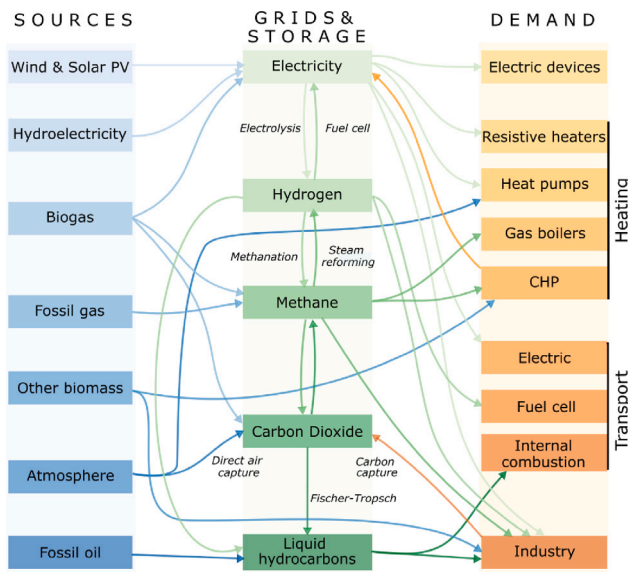 SOURCES
GRIDS &
STORAGE
DEMAND
Wind & Solar PV
Electricity
Electric devices
Hydroelectricity
Electrolysis
Fuel cell
Resistive heaters
Heat pumps
Biogas
Hydrogen
Gas boilers
Heating
Methanation
Steam
reforming
CHP
Fossil gas
Methane
Electric
Other biomass
Fuel cell
Transport
Carbon Dioxide
Internal
combustion
Atmosphere
Direct air
capture
Carbon
capture
Fischer-Tropsch
Fossil oil
Liquid
hydrocarbons
Industry